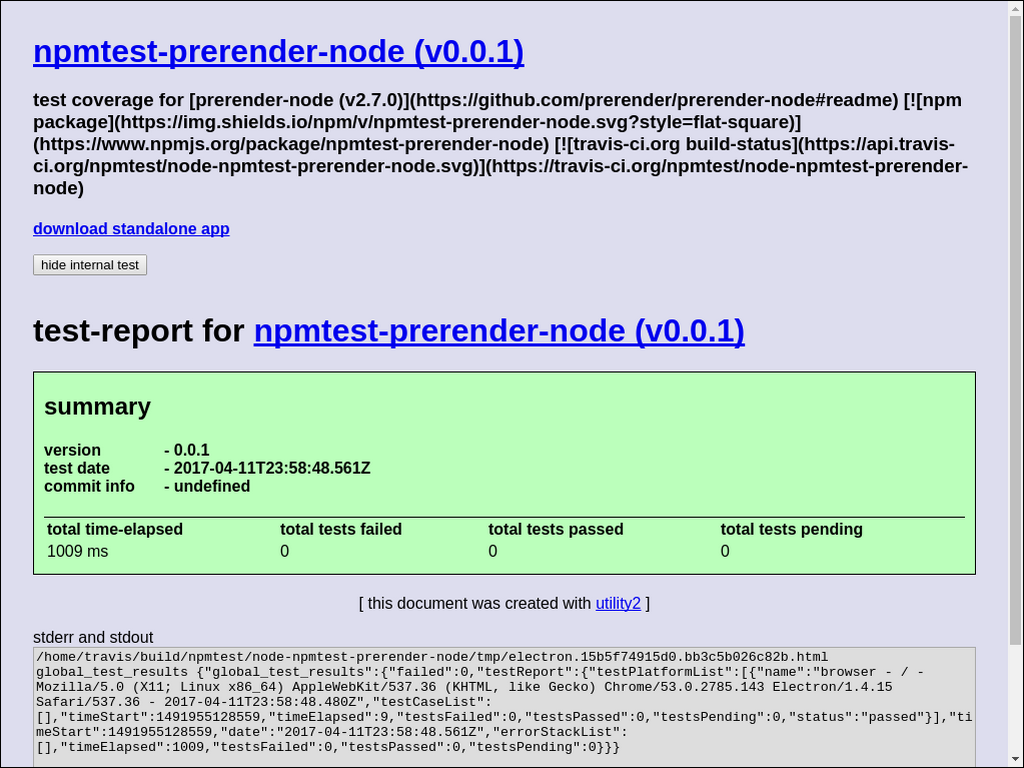 npmtest-prerender-node (v0.0.1)
test coverage for [prerender-node (v2.7.0)](https://github.com/prerender/prerender-node#readme) [![npm
package](https://img.shields.io/npm/v/npmtest-prerender-node.svg?style=flat-square)]
(https://www.npmjs.org/package/npmtest-prerender-node) [![travis-ci.org build-status](https://api.travis-
ci.org/npmtest/node-npmtest-prerender-node.svg)](https://travis-ci.org/npmtest/node-npmtest-prerender-
node)
download standalone app
hide internal test
test-report for npmtest-prerender-node (v0.0.1)
summary
version - 0.0.1
test date - 2017-04-11T23:58:48.561Z
commit info - undefined
total time-elapsed total tests failed total tests passed total tests pending
1009 ms 0 0 0
[ this document was created with utility2 ]
stderr and stdout
/home/travis/build/npmtest/node-npmtest-prerender-node/tmp/electron.15b5f74915d0.bb3c5b026c82b.html
global_test_results {"global_test_results":{"failed":0,"testReport":{"testPlatformList":[{"name":"browser - / -
Mozilla/5.0 (X11; Linux x86_64) AppleWebKit/537.36 (KHTML, like Gecko) Chrome/53.0.2785.143 Electron/1.4.15
Safari/537.36 - 2017-04-11T23:58:48.480Z","testCaseList":
[],"timeStart":1491955128559,"timeElapsed":9,"testsFailed":0,"testsPassed":0,"testsPending":0,"status":"passed"}],"ti
meStart":1491955128559,"date":"2017-04-11T23:58:48.561Z","errorStackList":
[],"timeElapsed":1009,"testsFailed":0,"testsPassed":0,"testsPending":0}}}